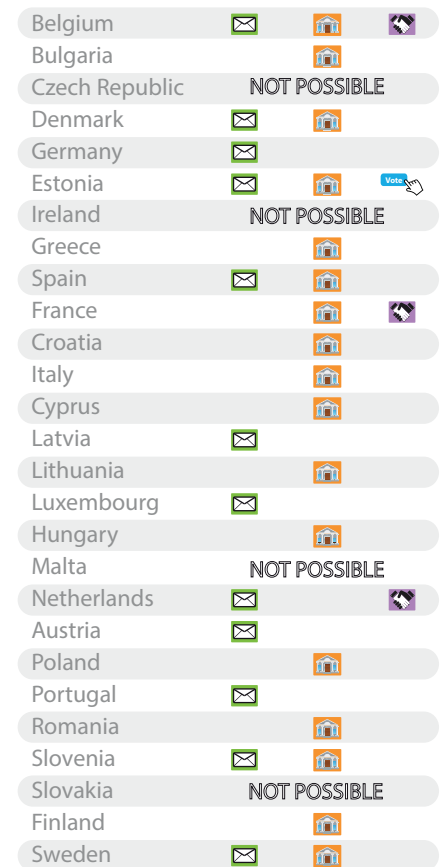 Belgium
Bulgaria
Czech Republic NOT POSSIBLE
Denmark
Germany
Estonia Vote
Ireland NOT POSSIBLE
Greece
Spain
France
Croatia
Italy
Cyprus
Latvia
Lithuania
Luxembourg
Hungary
Malta NOT POSSIBLE
Netherlands
Austria
Poland
Portugal
Romania
Slovenia
Slovakia NOT POSSIBLE
Finland
Sweden